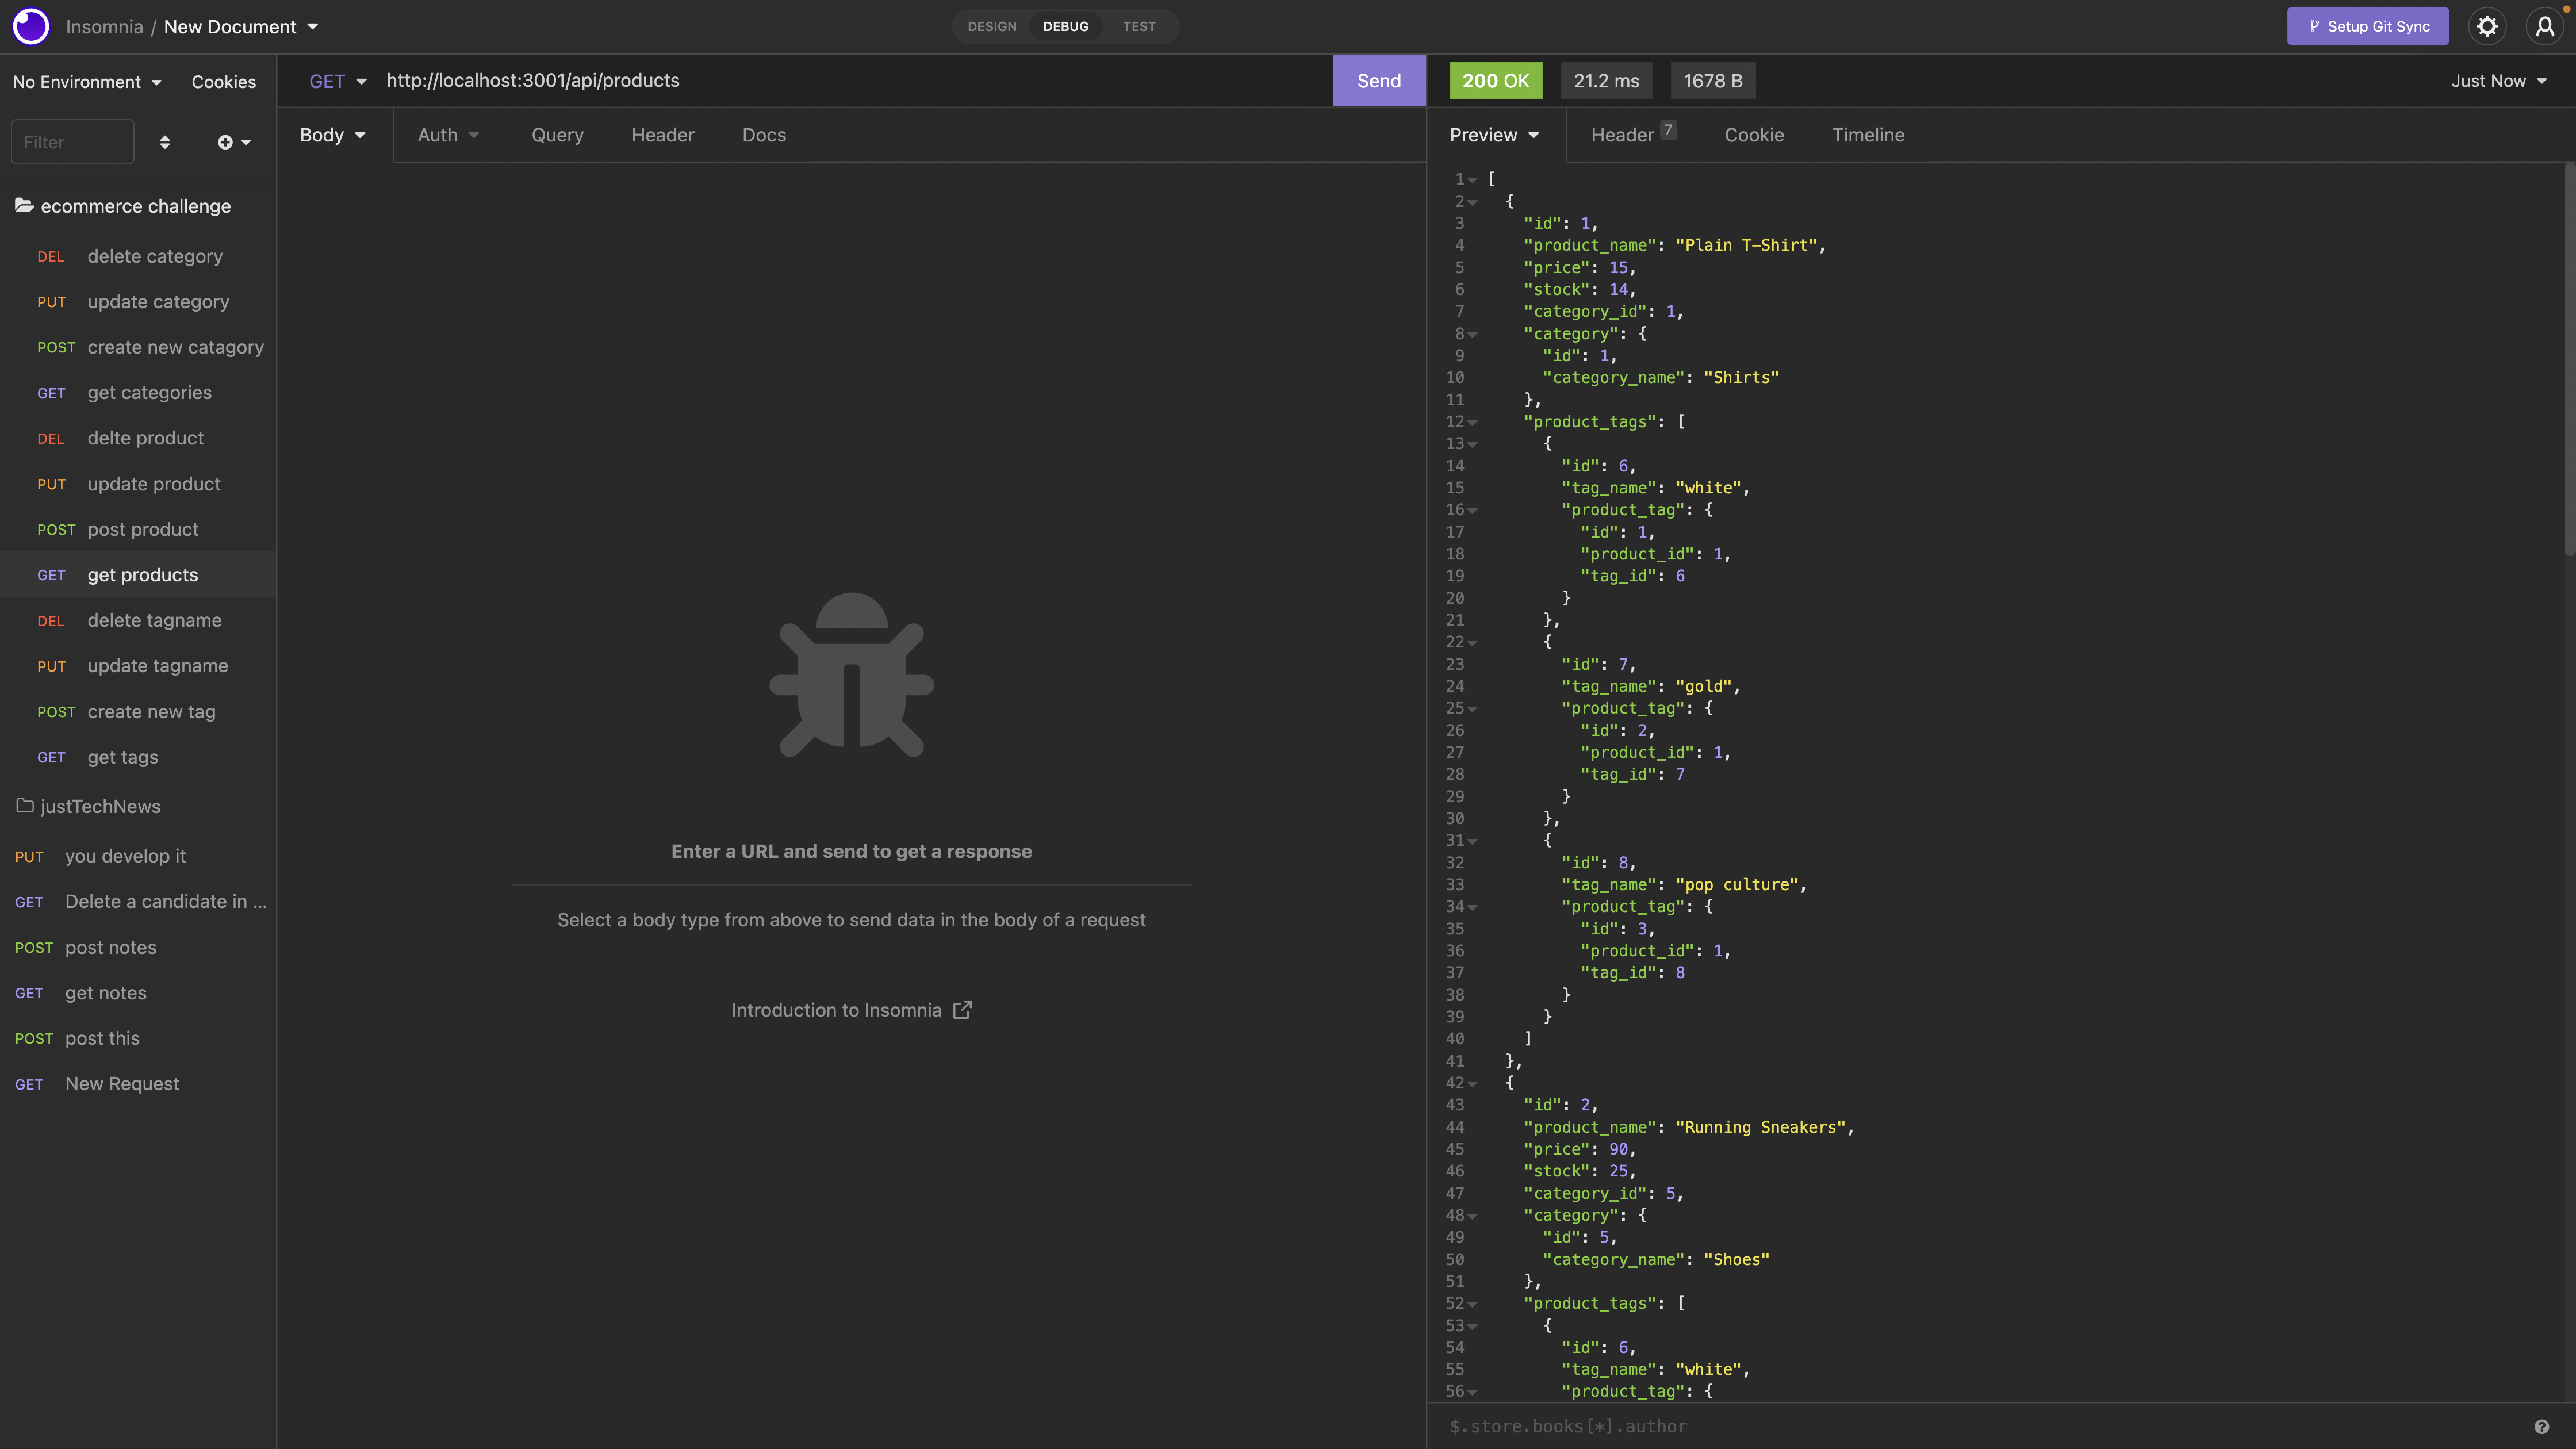 Insomnia / New Document
DESIGN DEBUG TEST
Setup Git Sync
No Environment Cookies
Filter
ecommerce challenge
DEL delete category
PUT update category
POST create new catagory
GET get categories
DEL delte product
PUT update product
POST post product
GET get products
DEL delete tagname
PUT update tagname
POST create new tag
GET get tags
justTechNews
PUT you develop it
GET Delete a candidate in ...
POST post notes
GET get notes
POST post this
GET New Request
GET http://localhost:3001/api/products Send
Body Auth Query Header Docs
Enter a URL and send to get a response
Select a body type from above to send data in the body of a request
Introduction to Insomnia
200 OK 21.2 ms 1678 B Just Now
Preview Header 7 Cookie Timeline
1 [
2 {
3 "id": 1,
4 "product_name": "Plain T-Shirt",
5 "price": 15,
6 "stock": 14,
7 "category_id": 1,
8 "category": {
9 "id": 1,
10 "category_name": "Shirts"
11 },
12 "product_tags": [
13 {
14 "id": 6,
15 "tag_name": "white",
16 "product_tag": {
17 "id": 1,
18 "product_id": 1,
19 "tag_id": 6
20 }
21 },
22 {
23 "id": 7,
24 "tag_name": "gold",
25 "product_tag": {
26 "id": 2,
27 "product_id": 1,
28 "tag_id": 7
29 }
30 },
31 {
32 "id": 8,
33 "tag_name": "pop culture",
34 "product_tag": {
35 "id": 3,
36 "product_id": 1,
37 "tag_id": 8
38 }
39 }
40 ]
41 },
42 {
43 "id": 2,
44 "product_name": "Running Sneakers",
45 "price": 90,
46 "stock": 25,
47 "category_id": 5,
48 "category": {
49 "id": 5,
50 "category_name": "Shoes"
51 },
52 "product_tags": [
53 {
54 "id": 6,
55 "tag_name": "white",
56 "product_tag": {
$.store.books[*].author